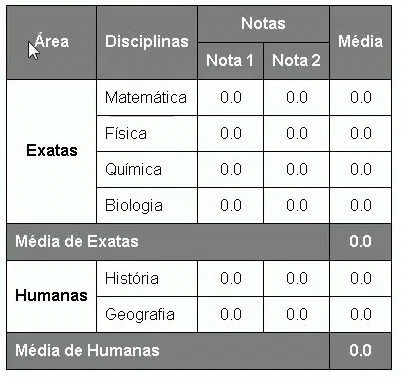 Área Disciplinas Notas Média
Nota 1 Nota 2
Exatas
Matemática 0.0 0.0 0.0
Física 0.0 0.0 0.0
Química 0.0 0.0 0.0
Biologia 0.0 0.0 0.0
Média de Exatas 0.0
Humanas
História 0.0 0.0 0.0
Geografia 0.0 0.0 0.0
Média de Humanas 0.0